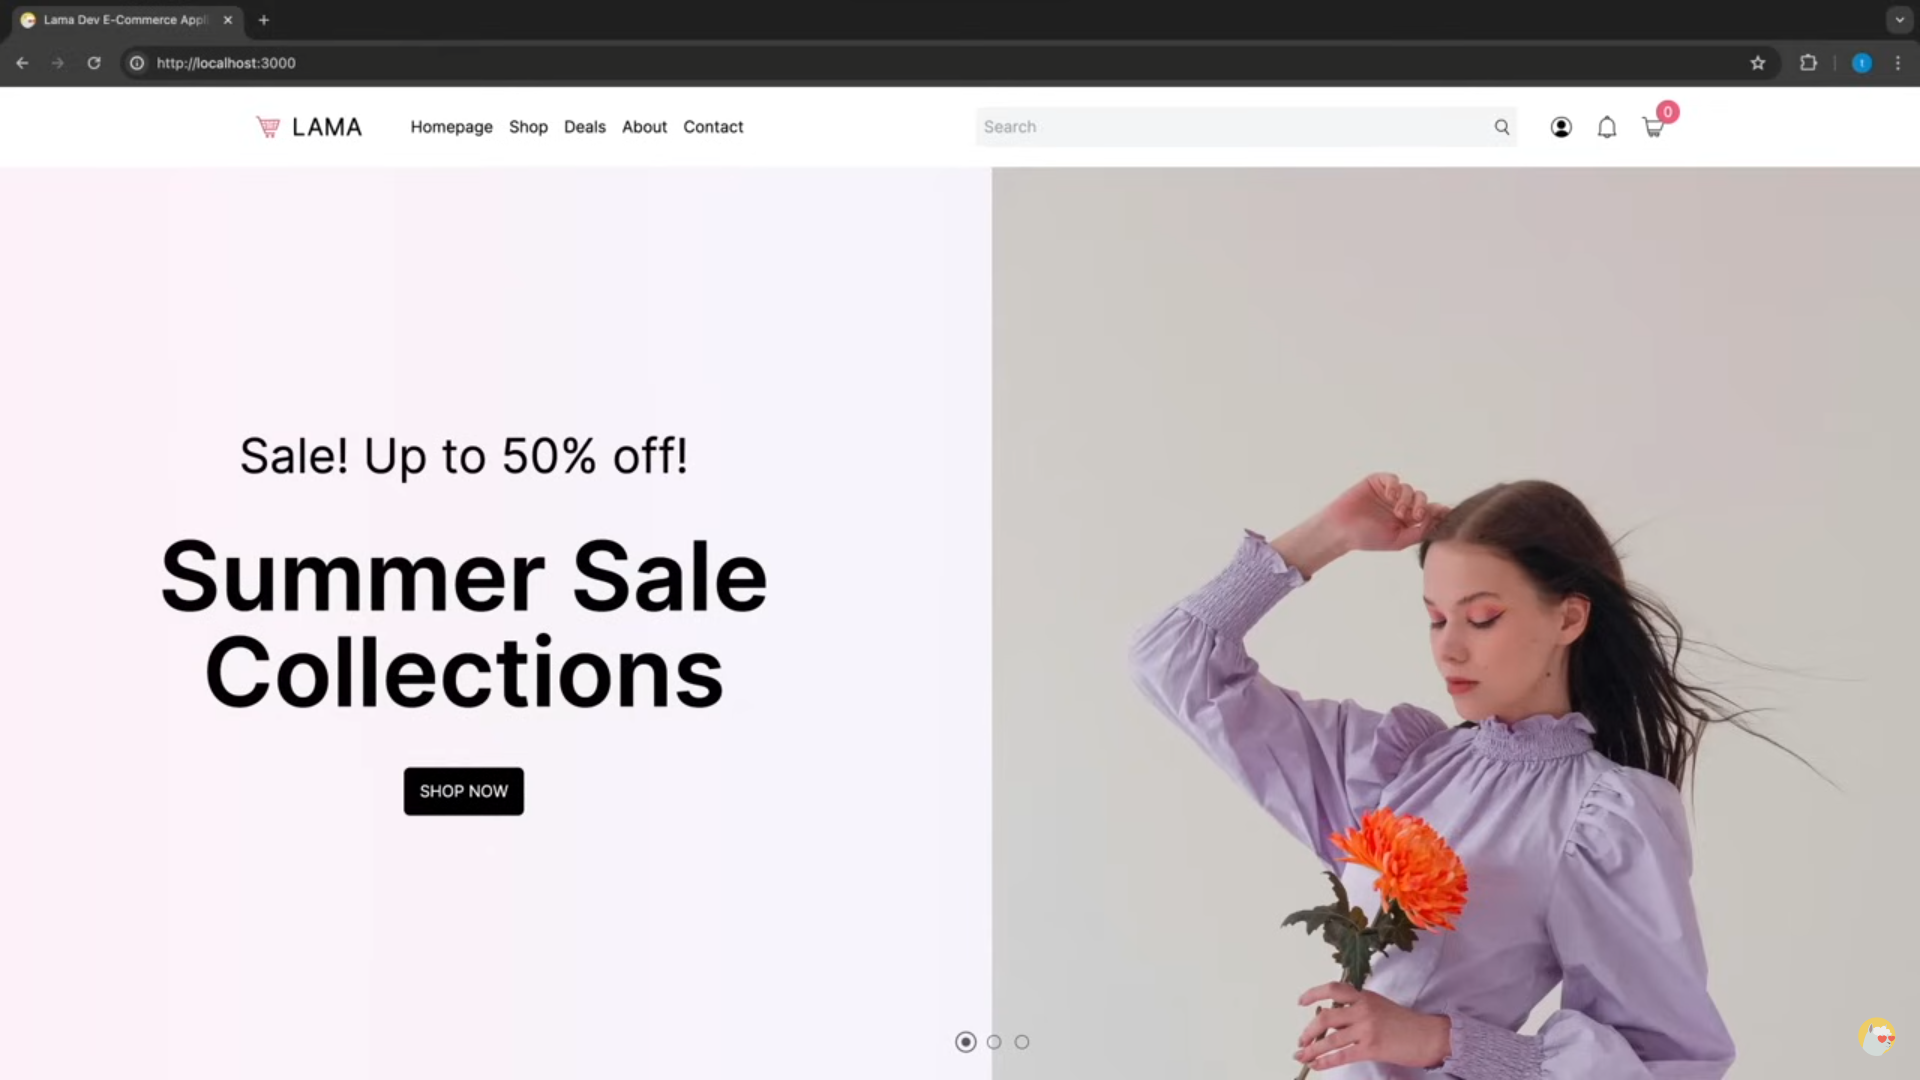 Lama Dev E-Commerce Appli
http://localhost:3000
LAMA
Homepage Shop Deals About Contact
Search
0
Sale! Up to 50% off!
Summer Sale
Collections
SHOP NOW